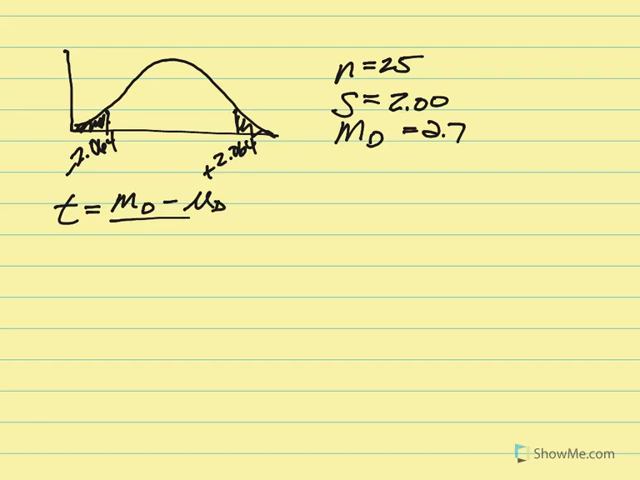 n = 25
S = 2.00
M_D = 2.7
-2.064
+2.064
t = M_D - μ_D
ShowMe.com